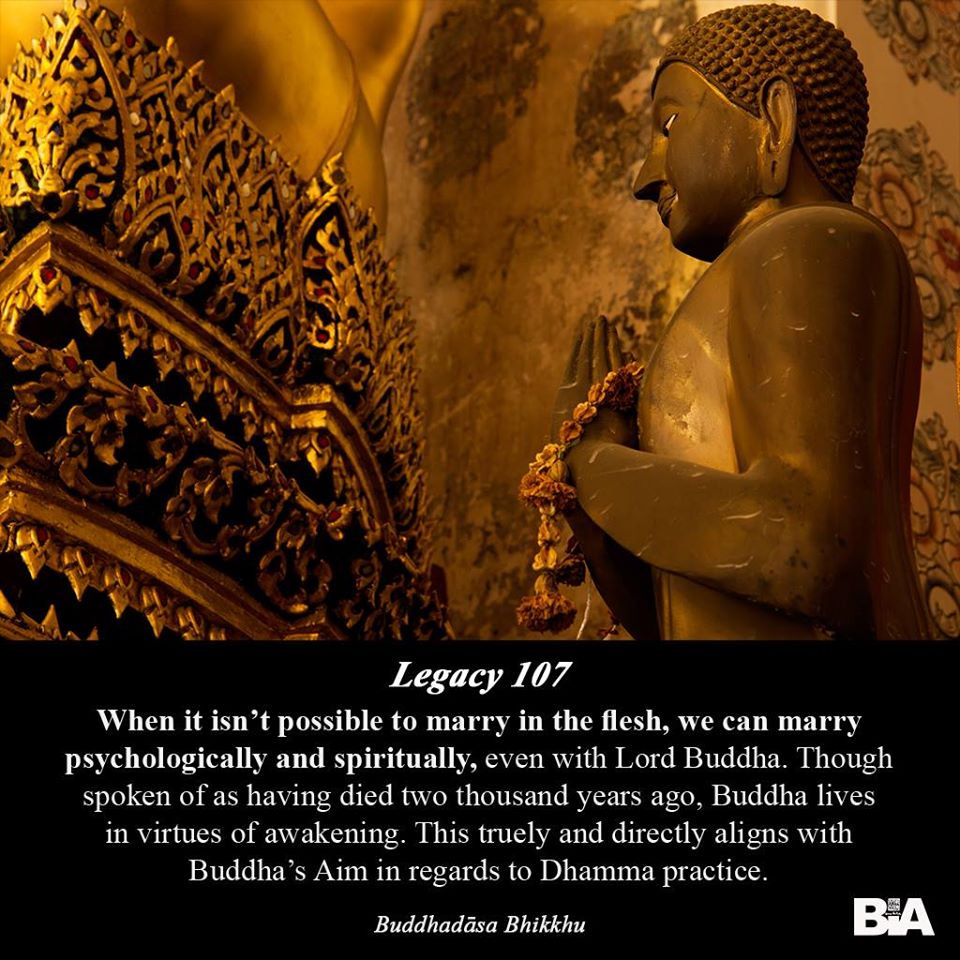 Legacy 107
When it isn't possible to marry in the flesh, we can marry
psychologically and spiritually, even with Lord Buddha. Though
spoken of as having died two thousand years ago, Buddha lives
in virtues of awakening. This truely and directly aligns with
Buddha's Aim in regards to Dhamma practice.
Buddhadāsa Bhikkhu
BIA